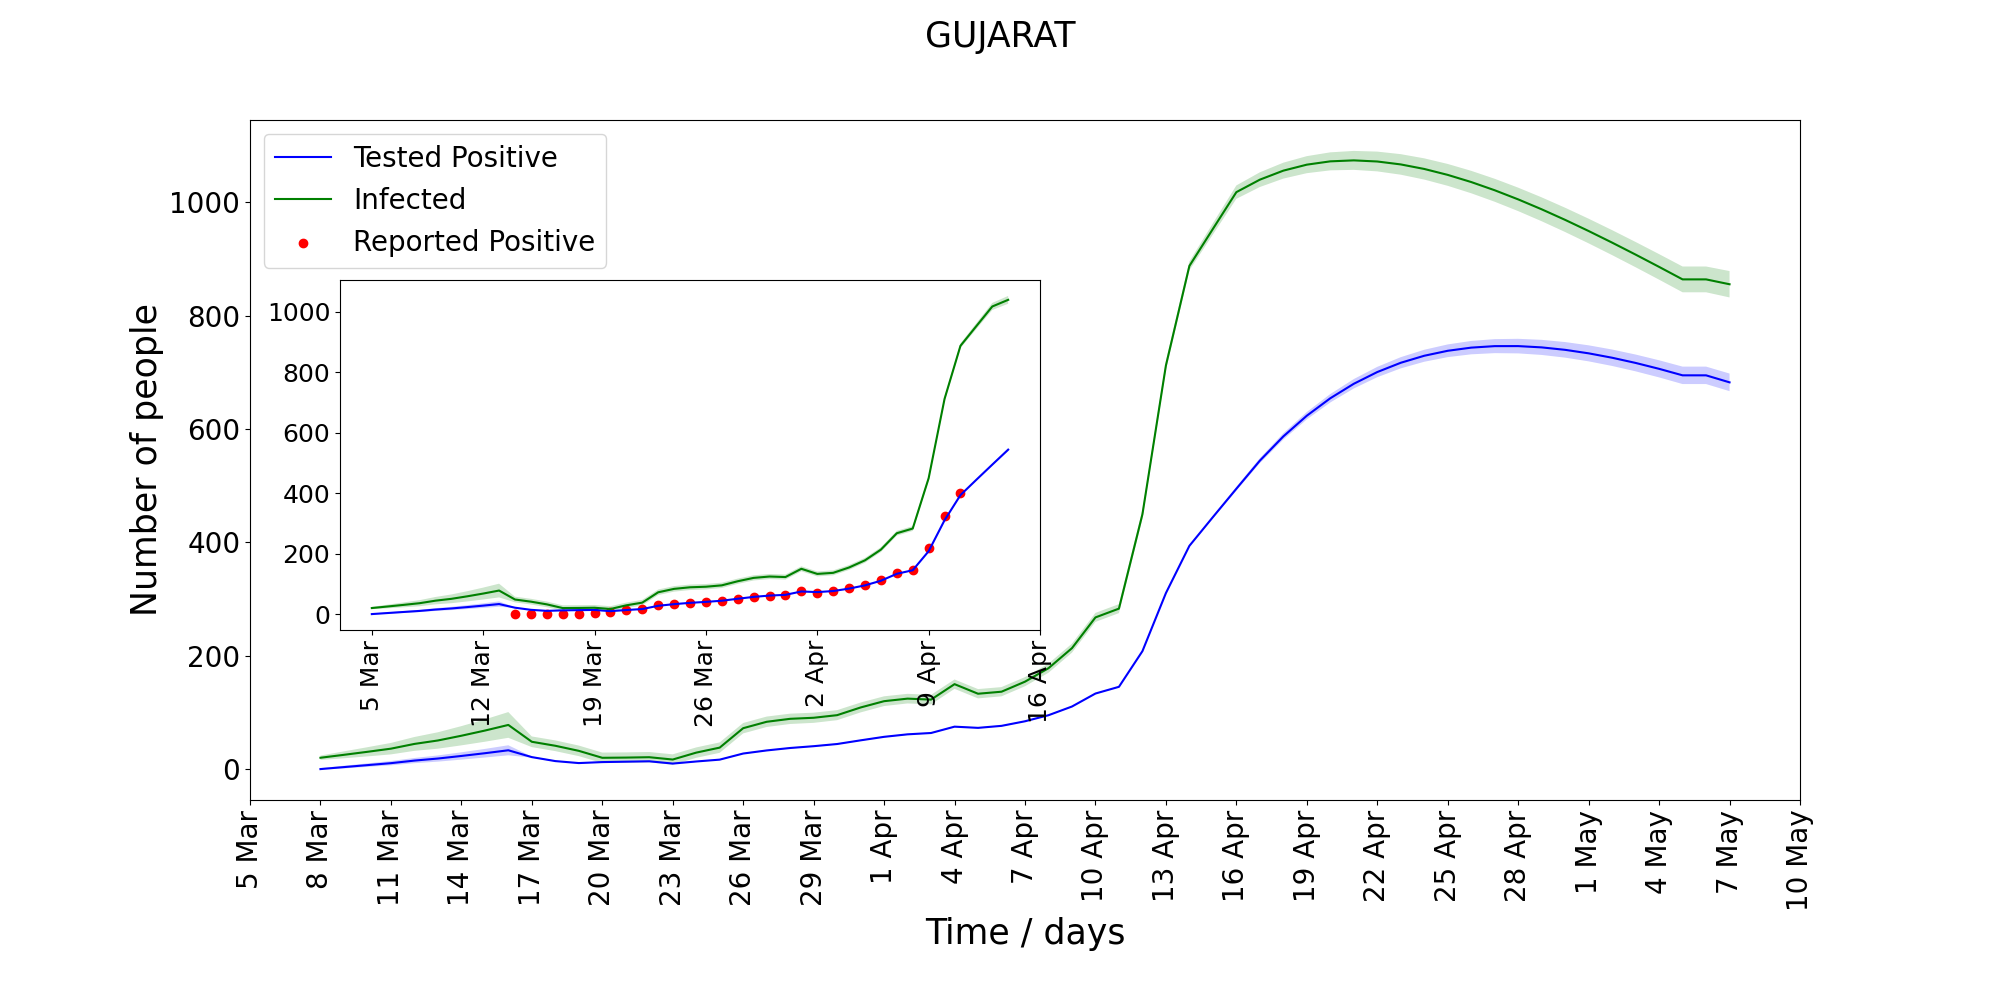 GUJARAT
Tested Positive
Infected
Reported Positive
Number of people
1000
800
600
400
200
0
1000
800
600
400
200
0
5 Mar
12 Mar
19 Mar
26 Mar
2 Apr
9 Apr
16 Apr
5 Mar
8 Mar
11 Mar
14 Mar
17 Mar
20 Mar
23 Mar
26 Mar
29 Mar
1 Apr
4 Apr
7 Apr
10 Apr
13 Apr
16 Apr
19 Apr
22 Apr
25 Apr
28 Apr
1 May
4 May
7 May
10 May
Time / days